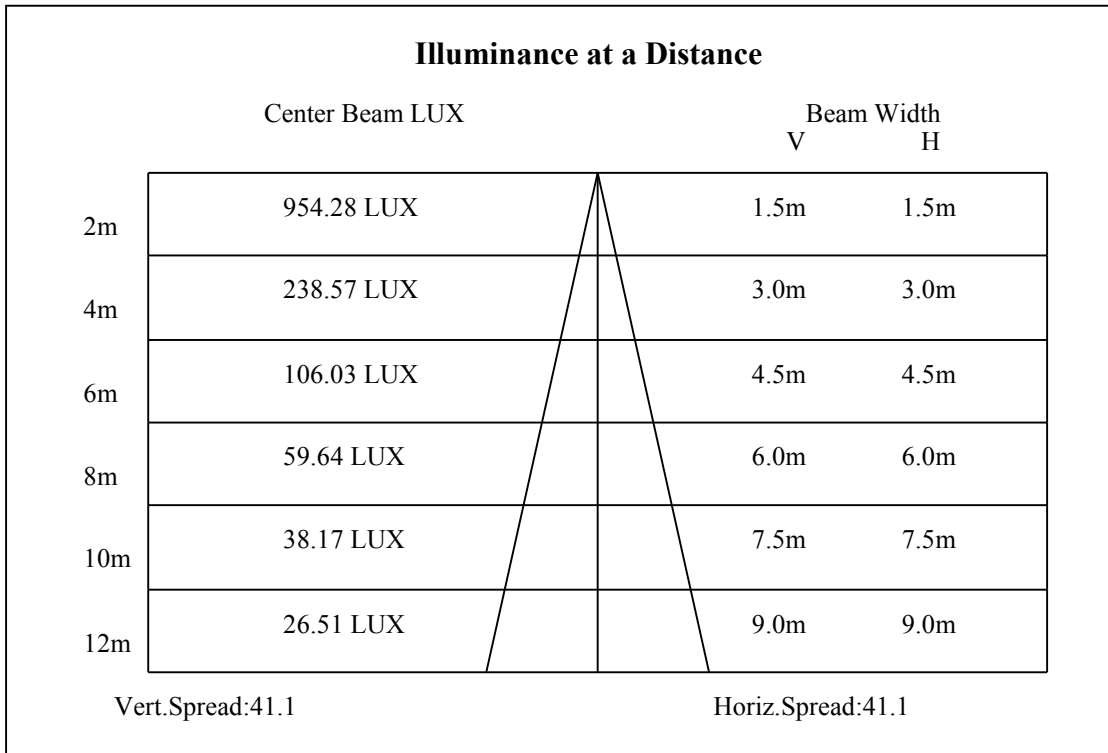 Illuminance at a Distance
Center Beam LUX Beam Width
V H
2m 954.28 LUX 1.5m 1.5m
4m 238.57 LUX 3.0m 3.0m
6m 106.03 LUX 4.5m 4.5m
8m 59.64 LUX 6.0m 6.0m
10m 38.17 LUX 7.5m 7.5m
12m 26.51 LUX 9.0m 9.0m
Vert.Spread:41.1 Horiz.Spread:41.1